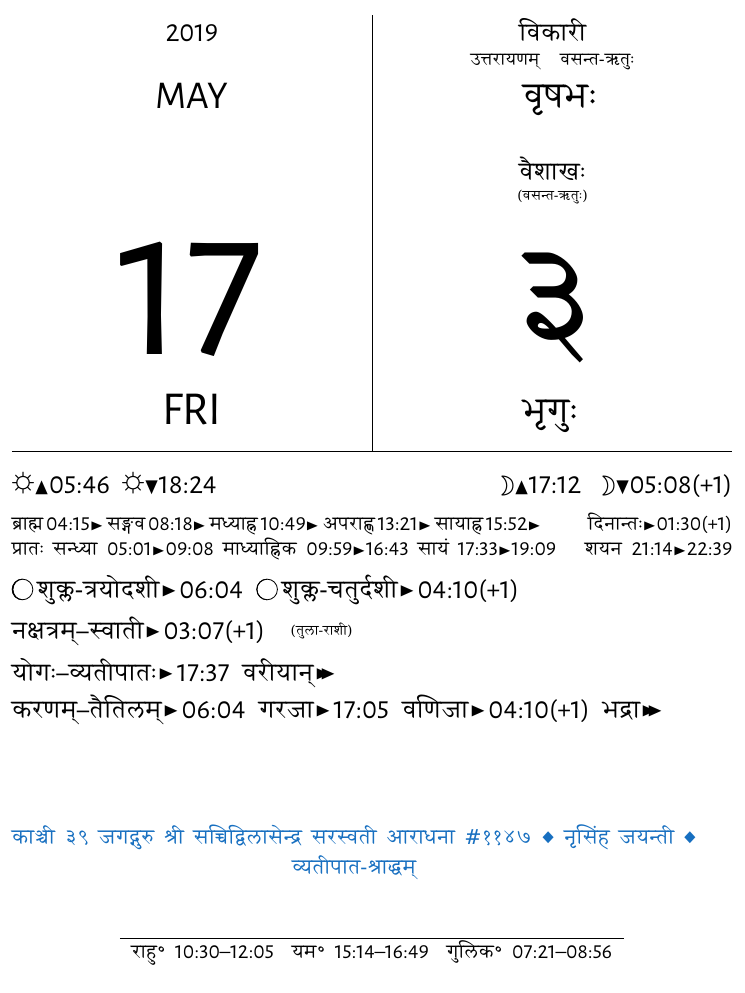 2019
MAY
17
FRI
विकारी
उत्तरायणम् वसन्त-ऋतुः
वृषभः
वैशाखः
(वसन्त-ऋतुः)
३
भृगुः
☼▲05:46 ☼▼18:24 ☽▲17:12 ☽▼05:08(+1)
ब्राह्म 04:15► सङ्गव 08:18► मध्याह्न 10:49► अपराह्ण 13:21► सायाह्न 15:52► दिनान्तः►01:30(+1)
प्रातः सन्ध्या 05:01►09:08 माध्याह्निक 09:59►16:43 सायं 17:33►19:09 शयन 21:14►22:39
◯शुक्ल-त्रयोदशी►06:04 ◯शुक्ल-चतुर्दशी►04:10(+1)
नक्षत्रम्–स्वाती►03:07(+1) (तुला-राशी)
योगः–व्यतीपातः►17:37 वरीयान्►►
करणम्–तैतिलम्►06:04 गरजा►17:05 वणिजा►04:10(+1) भद्रा►►
काञ्ची ३९ जगद्गुरु श्री सच्चिद्विलासेन्द्र सरस्वती आराधना #११४७ ◆ नृसिंह जयन्ती ◆
व्यतीपात-श्राद्धम्
राहु° 10:30–12:05 यम° 15:14–16:49 गुलिक° 07:21–08:56